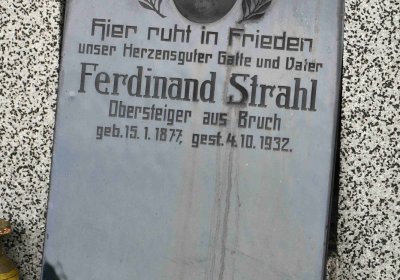 Hier ruht in Frieden
unser Herzensguter Gatte und Vater
Ferdinand Strahl
Obersteiger aus Bruch
geb. 15. 1. 1877, gest. 4. 10. 1932.